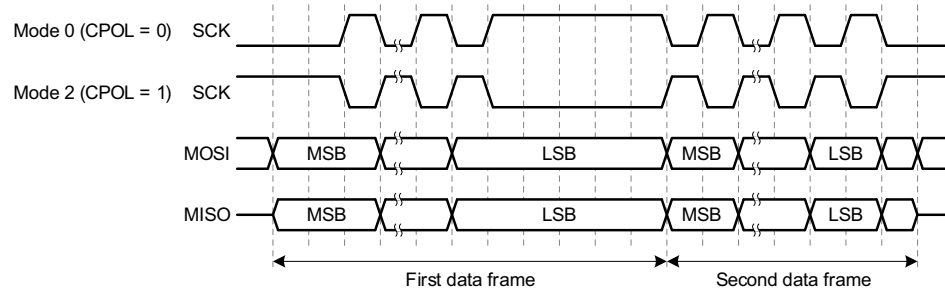 Mode 0 (CPOL = 0) SCK
Mode 2 (CPOL = 1) SCK
MOSI MSB LSB MSB LSB
MISO MSB LSB MSB LSB
First data frame Second data frame